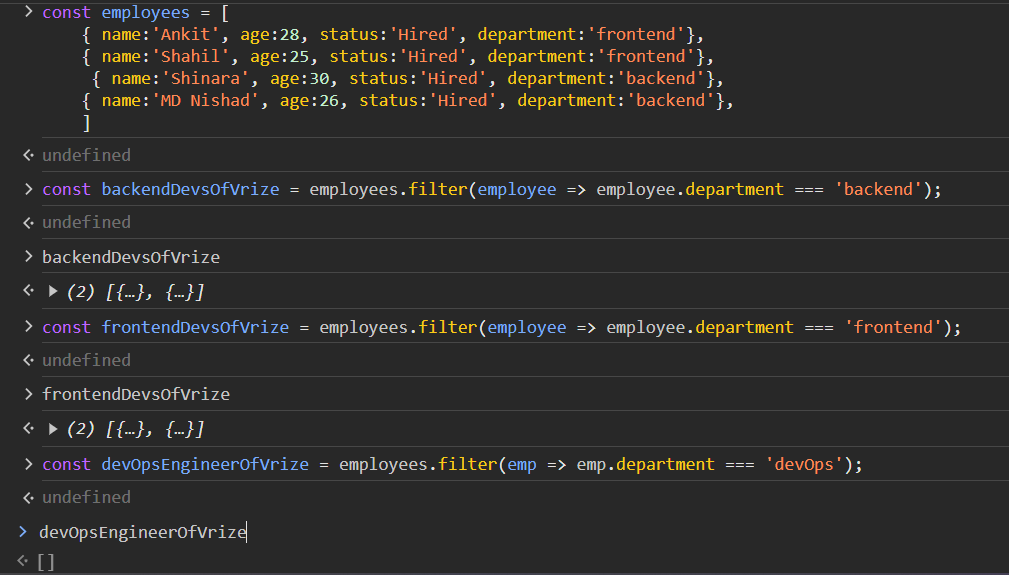 const employees = [
{ name:'Ankit', age:28, status:'Hired', department:'frontend'},
{ name:'Shahil', age:25, status:'Hired', department:'frontend'},
{ name:'Shinara', age:30, status:'Hired', department:'backend'},
{ name:'MD Nishad', age:26, status:'Hired', department:'backend'},
]
undefined
const backendDevsOfVrize = employees.filter(employee => employee.department === 'backend');
undefined
backendDevsOfVrize
(2) [{…}, {…}]
const frontendDevsOfVrize = employees.filter(employee => employee.department === 'frontend');
undefined
frontendDevsOfVrize
(2) [{…}, {…}]
const devOpsEngineerOfVrize = employees.filter(emp => emp.department === 'devOps');
undefined
devOpsEngineerOfVrize
[]